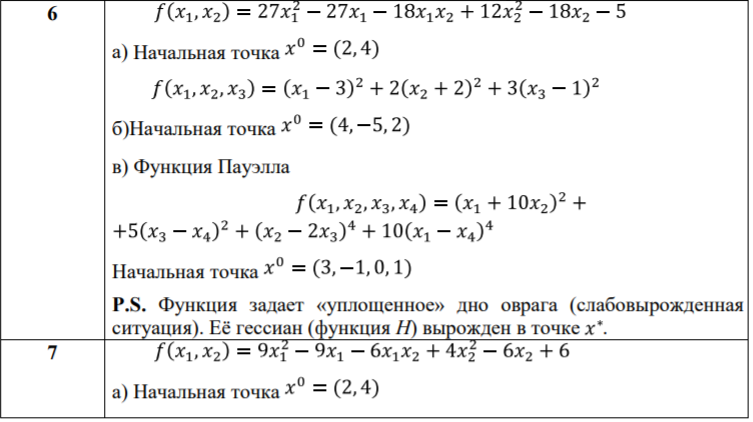 6
f(x₁, x₂) = 27x₁² − 27x₁ − 18x₁x₂ + 12x₂² − 18x₂ − 5
а) Начальная точка x⁰ = (2, 4)
f(x₁, x₂, x₃) = (x₁ − 3)² + 2(x₂ + 2)² + 3(x₃ − 1)²
б)Начальная точка x⁰ = (4, −5, 2)
в) Функция Пауэлла
f(x₁, x₂, x₃, x₄) = (x₁ + 10x₂)² +
+5(x₃ − x₄)² + (x₂ − 2x₃)⁴ + 10(x₁ − x₄)⁴
Начальная точка x⁰ = (3, −1, 0, 1)
P.S. Функция задает «уплощенное» дно оврага (слабовырожденная
ситуация). Её гессиан (функция H) вырожден в точке x*.
7
f(x₁, x₂) = 9x₁² − 9x₁ − 6x₁x₂ + 4x₂² − 6x₂ + 6
а) Начальная точка x⁰ = (2, 4)